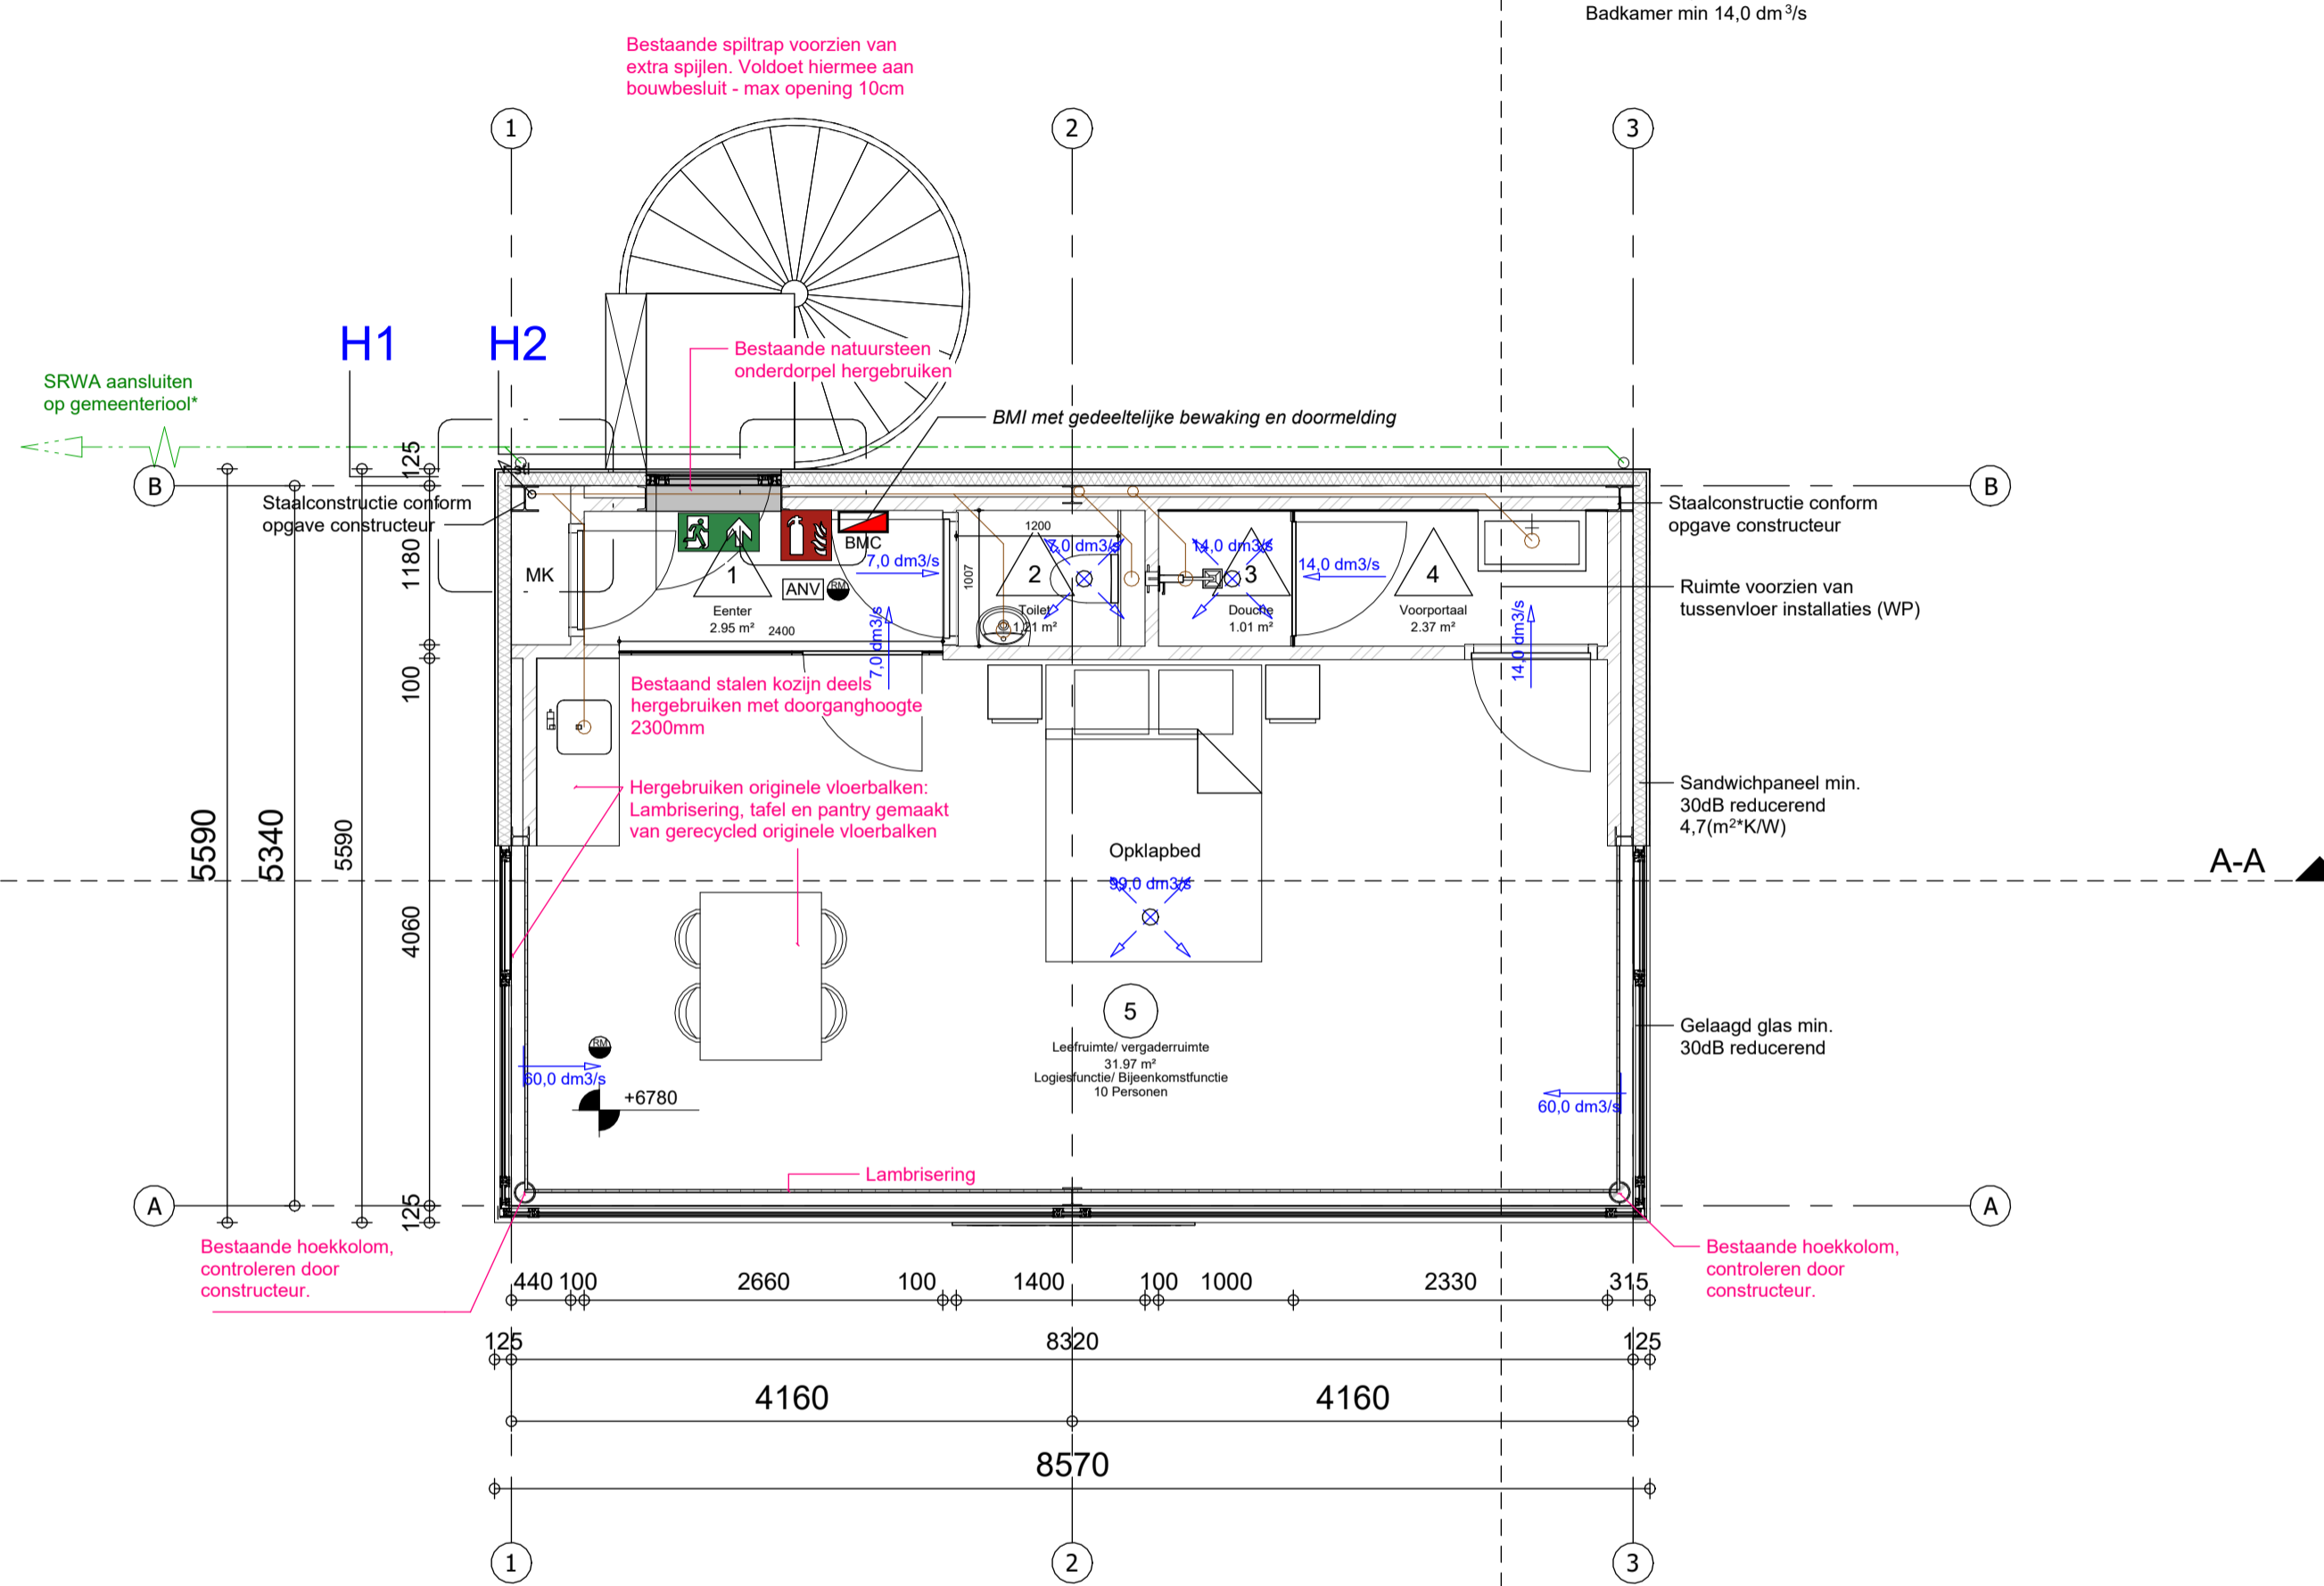 Badkamer min 14,0 dm³/s
Bestaande spiltrap voorzien van
extra spijlen. Voldoet hiermee aan
bouwbesluit - max opening 10cm
1
2
3
H1
H2
Bestaande natuursteen
onderdorpel hergebruiken
SRWA aansluiten
op gemeenteriool*
BMI met gedeeltelijke bewaking en doormelding
125
B
B
Staalconstructie conform
opgave constructeur
Staalconstructie conform
opgave constructeur
BMC
1200
7,0 dm3/s
14,0 dm3/s
7,0 dm3/s
14,0 dm3/s
1180
MK
1
ANV
RM
1007
2
3
4
Ruimte voorzien van
tussenvloer installaties (WP)
Eenter
2.95 m²
2400
Toilet
1.21 m²
Douche
1.01 m²
Voorportaal
2.37 m²
7,0 dm3/s
14,0 dm3/s
100
Bestaand stalen kozijn deels
hergebruiken met doorganghoogte
2300mm
Hergebruiken originele vloerbalken:
Lambrisering, tafel en pantry gemaakt
van gerecycled originele vloerbalken
Sandwichpaneel min.
30dB reducerend
4,7(m²*K/W)
5590
5340
5590
Opklapbed
A-A
99,0 dm3/s
4060
5
Leefruimte/ vergaderruimte
31.97 m²
Logiesfunctie/ Bijeenkomstfunctie
10 Personen
Gelaagd glas min.
30dB reducerend
RM
60,0 dm3/s
60,0 dm3/s
+6780
Lambrisering
A
A
125
Bestaande hoekkolom,
controleren door
constructeur.
Bestaande hoekkolom,
controleren door
constructeur.
440 100 2660 100 1400 100 1000 2330 315
125 8320 125
4160 4160
8570
1
2
3